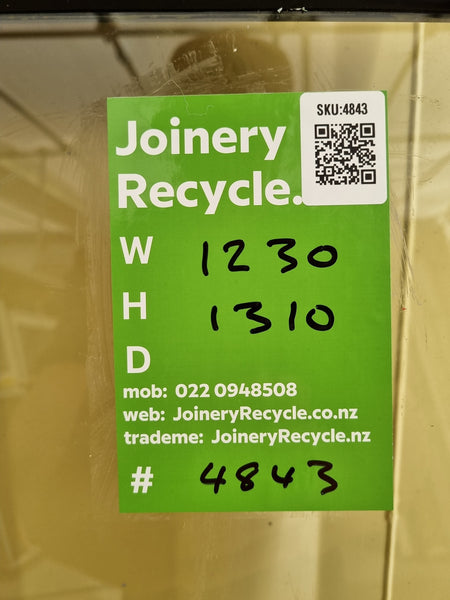 SKU:4843
Joinery
Recycle.
W 1230
H 1310
D
mob: 022 0948508
web: JoineryRecycle.co.nz
trademe: JoineryRecycle.nz
# 4843